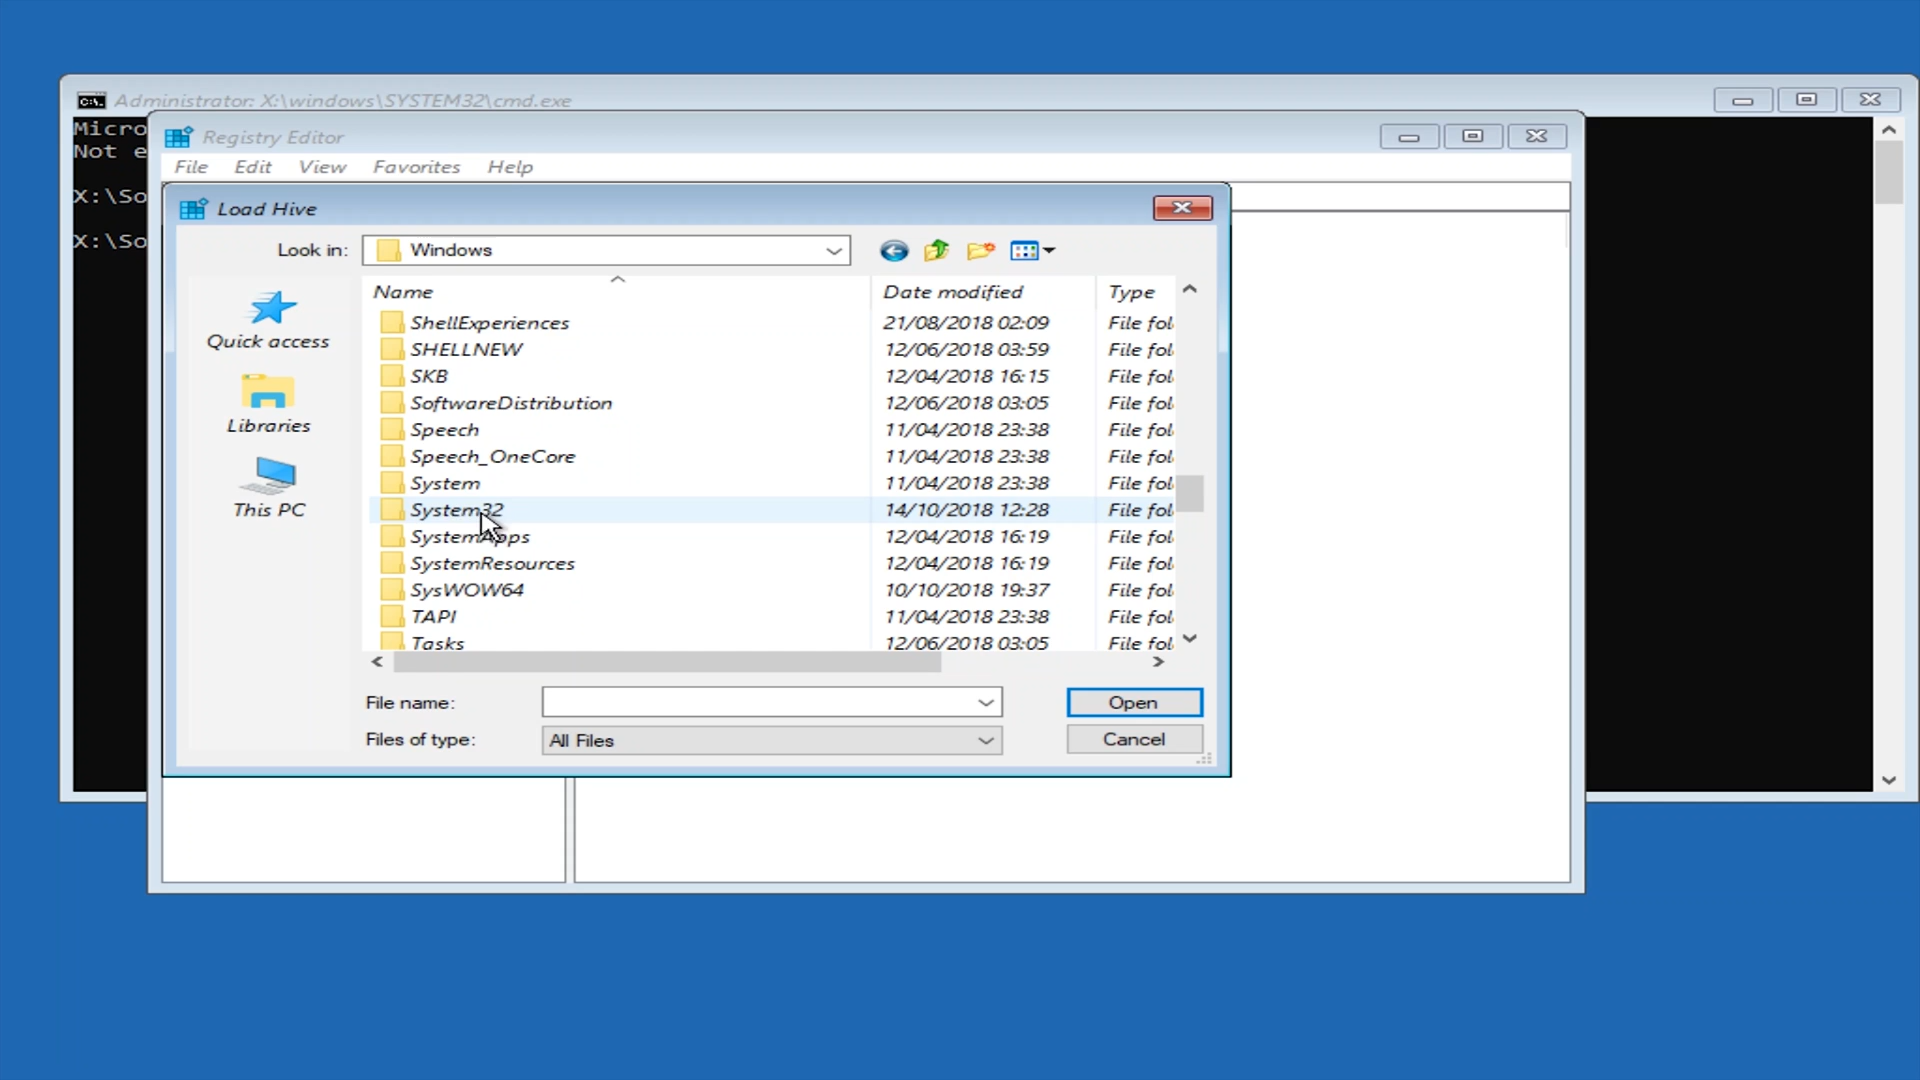 Administrator: X:\windows\SYSTEM32\cmd.exe
Micro
Not e
X:\So
X:\So
Registry Editor
File Edit View Favorites Help
Load Hive
Look in: Windows
Quick access
Libraries
This PC
Name Date modified Type
ShellExperiences 21/08/2018 02:09 File fol
SHELLNEW 12/06/2018 03:59 File fol
SKB 12/04/2018 16:15 File fol
SoftwareDistribution 12/06/2018 03:05 File fol
Speech 11/04/2018 23:38 File fol
Speech_OneCore 11/04/2018 23:38 File fol
System 11/04/2018 23:38 File fol
System32 14/10/2018 12:28 File fol
SystemApps 12/04/2018 16:19 File fol
SystemResources 12/04/2018 16:19 File fol
SysWOW64 10/10/2018 19:37 File fol
TAPI 11/04/2018 23:38 File fol
Tasks 12/06/2018 03:05 File fol
File name: Open
Files of type: All Files Cancel